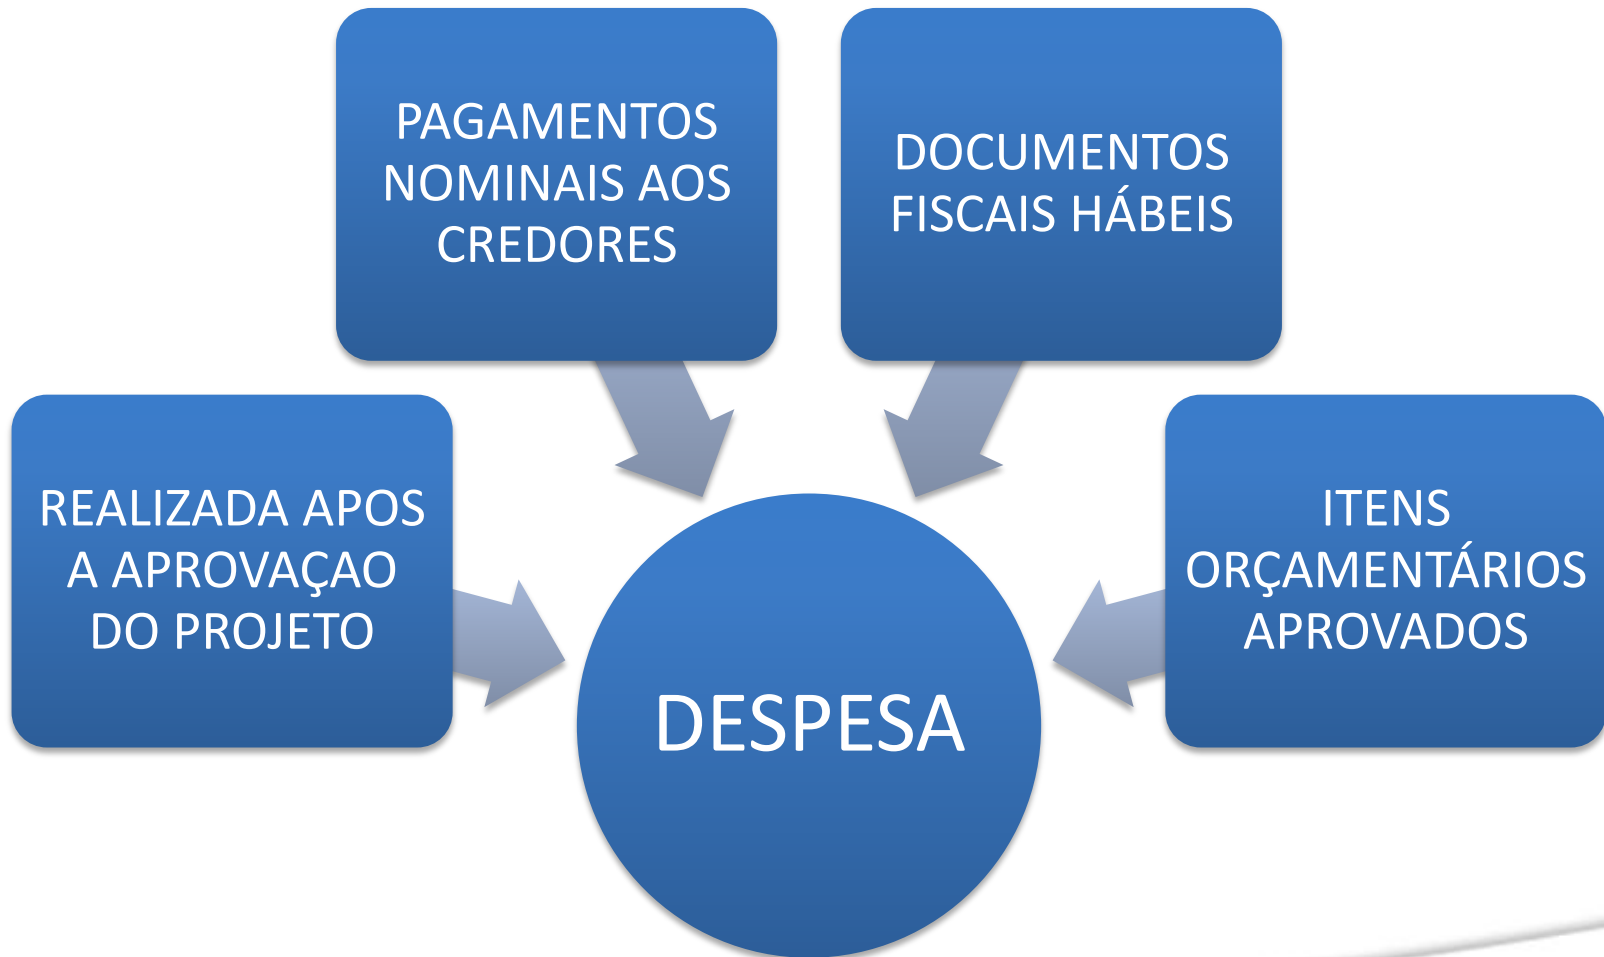 PAGAMENTOS
NOMINAIS AOS
CREDORES
DOCUMENTOS
FISCAIS HÁBEIS
REALIZADA APOS
A APROVAÇAO
DO PROJETO
ITENS
ORÇAMENTÁRIOS
APROVADOS
DESPESA